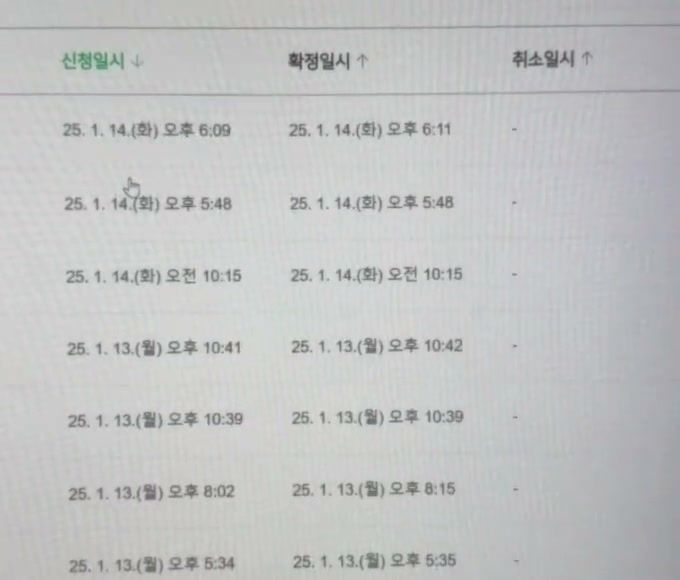 신청일시 ↓ 확정일시 ↑ 취소일시 ↑
25. 1. 14.(화) 오후 6:09 25. 1. 14.(화) 오후 6:11 -
25. 1. 14.(화) 오후 5:48 25. 1. 14.(화) 오후 5:48 -
25. 1. 14.(화) 오전 10:15 25. 1. 14.(화) 오전 10:15 -
25. 1. 13.(월) 오후 10:41 25. 1. 13.(월) 오후 10:42 -
25. 1. 13.(월) 오후 10:39 25. 1. 13.(월) 오후 10:39 -
25. 1. 13.(월) 오후 8:02 25. 1. 13.(월) 오후 8:15 -
25. 1. 13.(월) 오후 5:34 25. 1. 13.(월) 오후 5:35 -